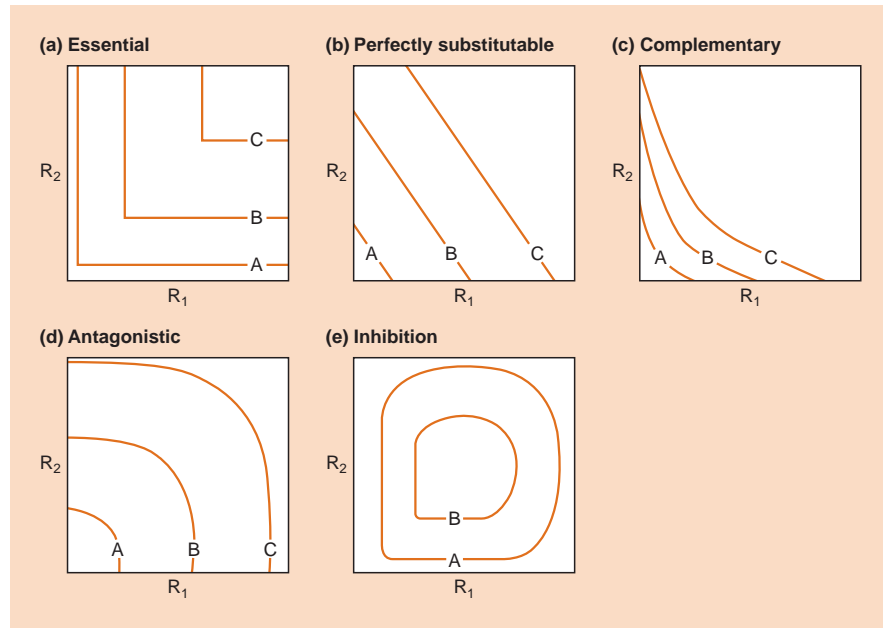 (a) Essential
R2
C
B
A
R1
(b) Perfectly substitutable
R2
A B C
R1
(c) Complementary
R2
A B C
R1
(d) Antagonistic
R2
A B C
R1
(e) Inhibition
R2
B
A
R1